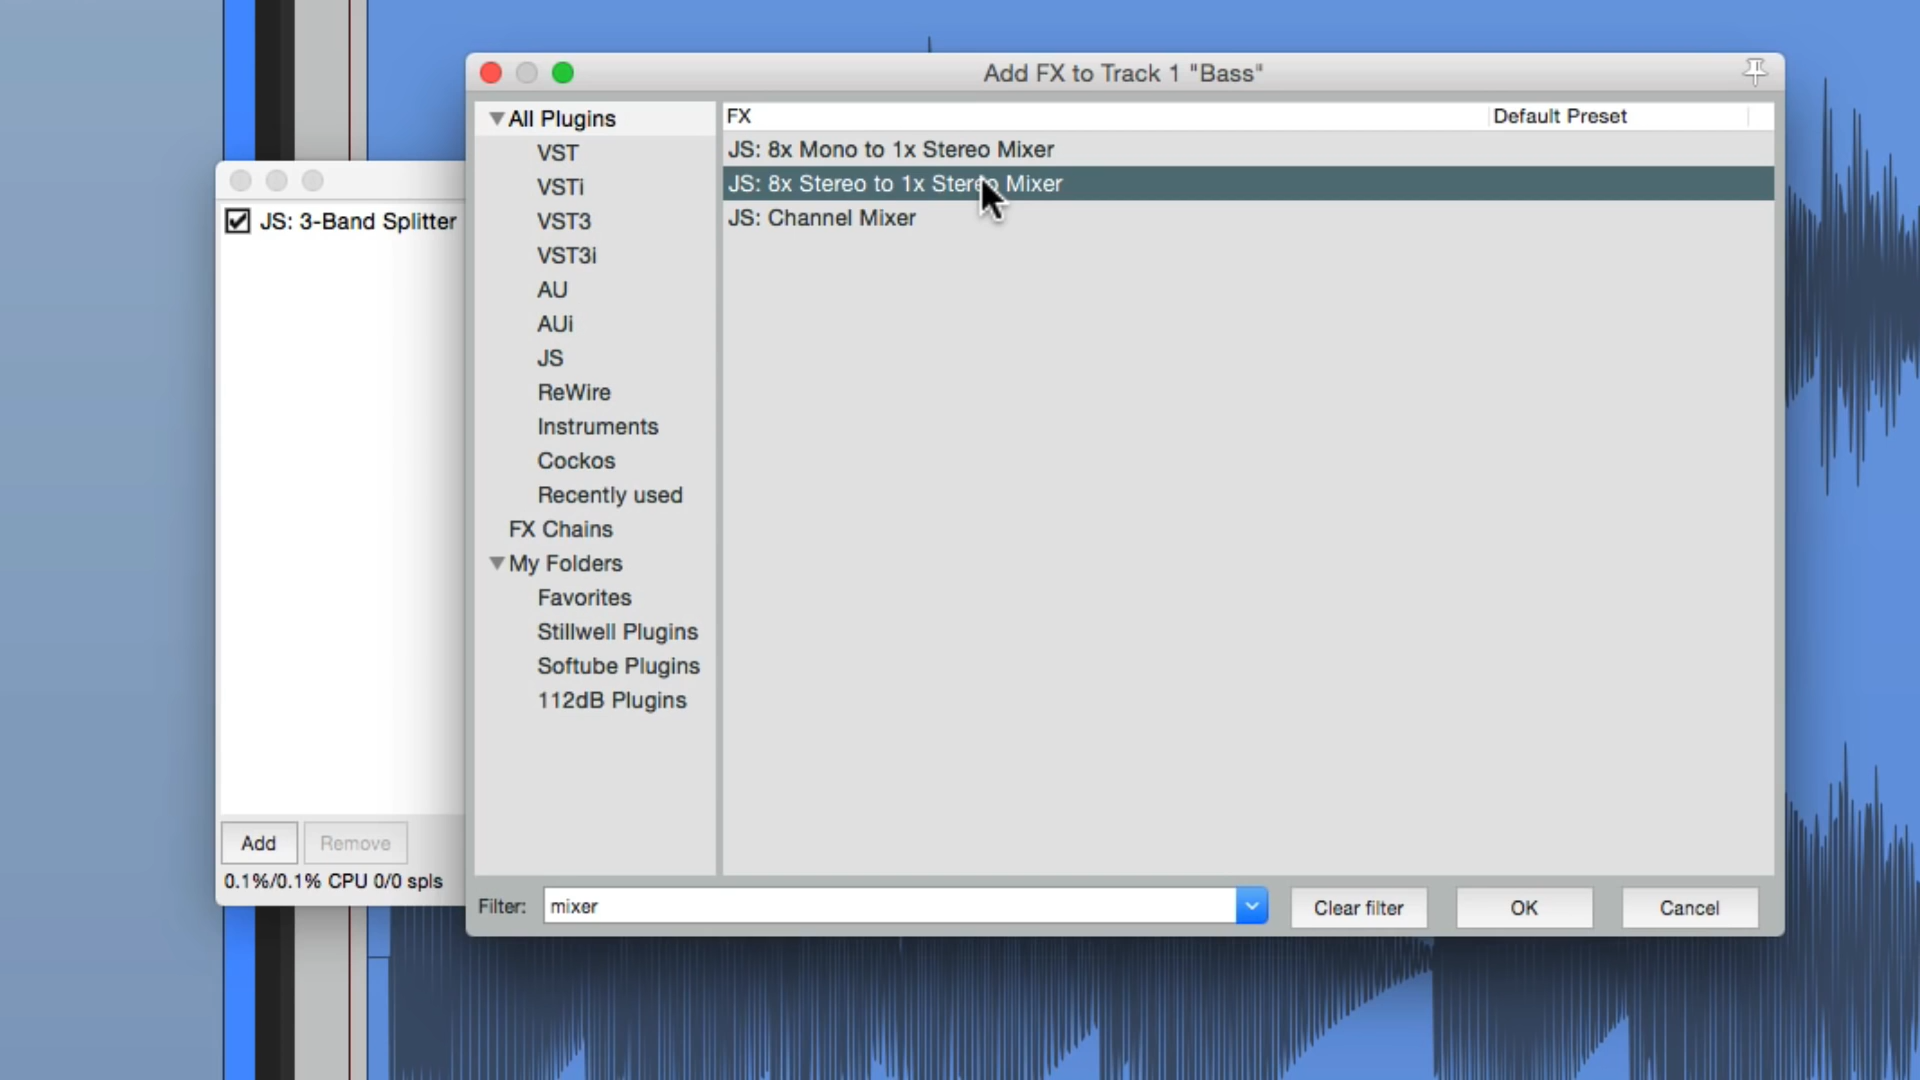 Add FX to Track 1 "Bass"
All Plugins
VST
VSTi
VST3
VST3i
AU
AUi
JS
ReWire
Instruments
Cockos
Recently used
FX Chains
My Folders
Favorites
Stillwell Plugins
Softube Plugins
112dB Plugins
FX Default Preset
JS: 8x Mono to 1x Stereo Mixer
JS: 8x Stereo to 1x Stereo Mixer
JS: Channel Mixer
Filter: mixer Clear filter OK Cancel
JS: 3-Band Splitter
Add Remove
0.1%/0.1% CPU 0/0 spls